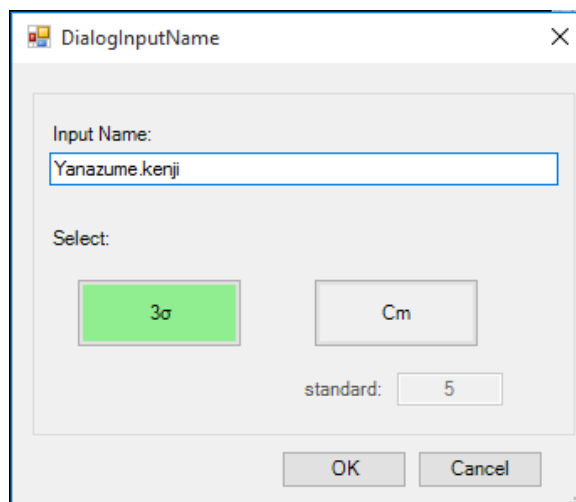 DialogInputName
Input Name:
Yanazume.kenji
Select:
3σ
Cm
standard: 5
OK
Cancel